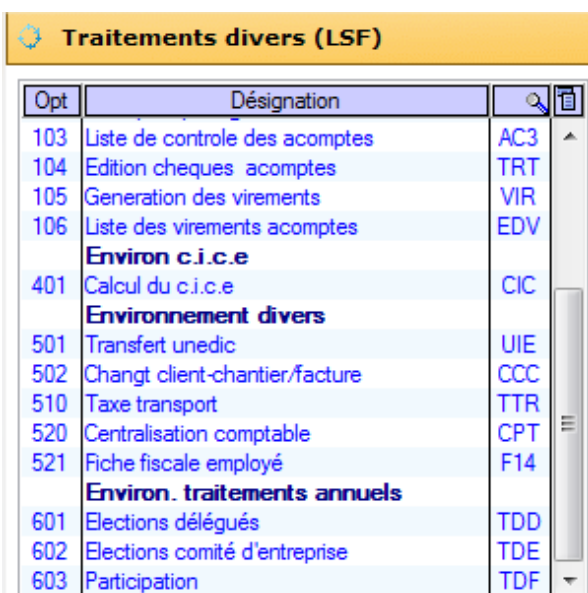 Traitements divers (LSF)
Opt Désignation
103 Liste de controle des acomptes AC3
104 Edition cheques acomptes TRT
105 Generation des virements VIR
106 Liste des virements acomptes EDV
Environ c.i.c.e
401 Calcul du c.i.c.e CIC
Environnement divers
501 Transfert unedic UIE
502 Changt client-chantier/facture CCC
510 Taxe transport TTR
520 Centralisation comptable CPT
521 Fiche fiscale employé F14
Environ. traitements annuels
601 Elections délégués TDD
602 Elections comité d'entreprise TDE
603 Participation TDF